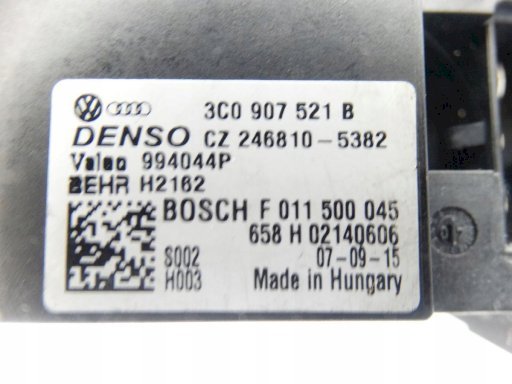 3C0 907 521 B
DENSO CZ 246810-5382
Valeo 994044P
BEHR H2162
BOSCH F 011 500 045
658 H 02140606
S002 07-09-15
H003 Made in Hungary